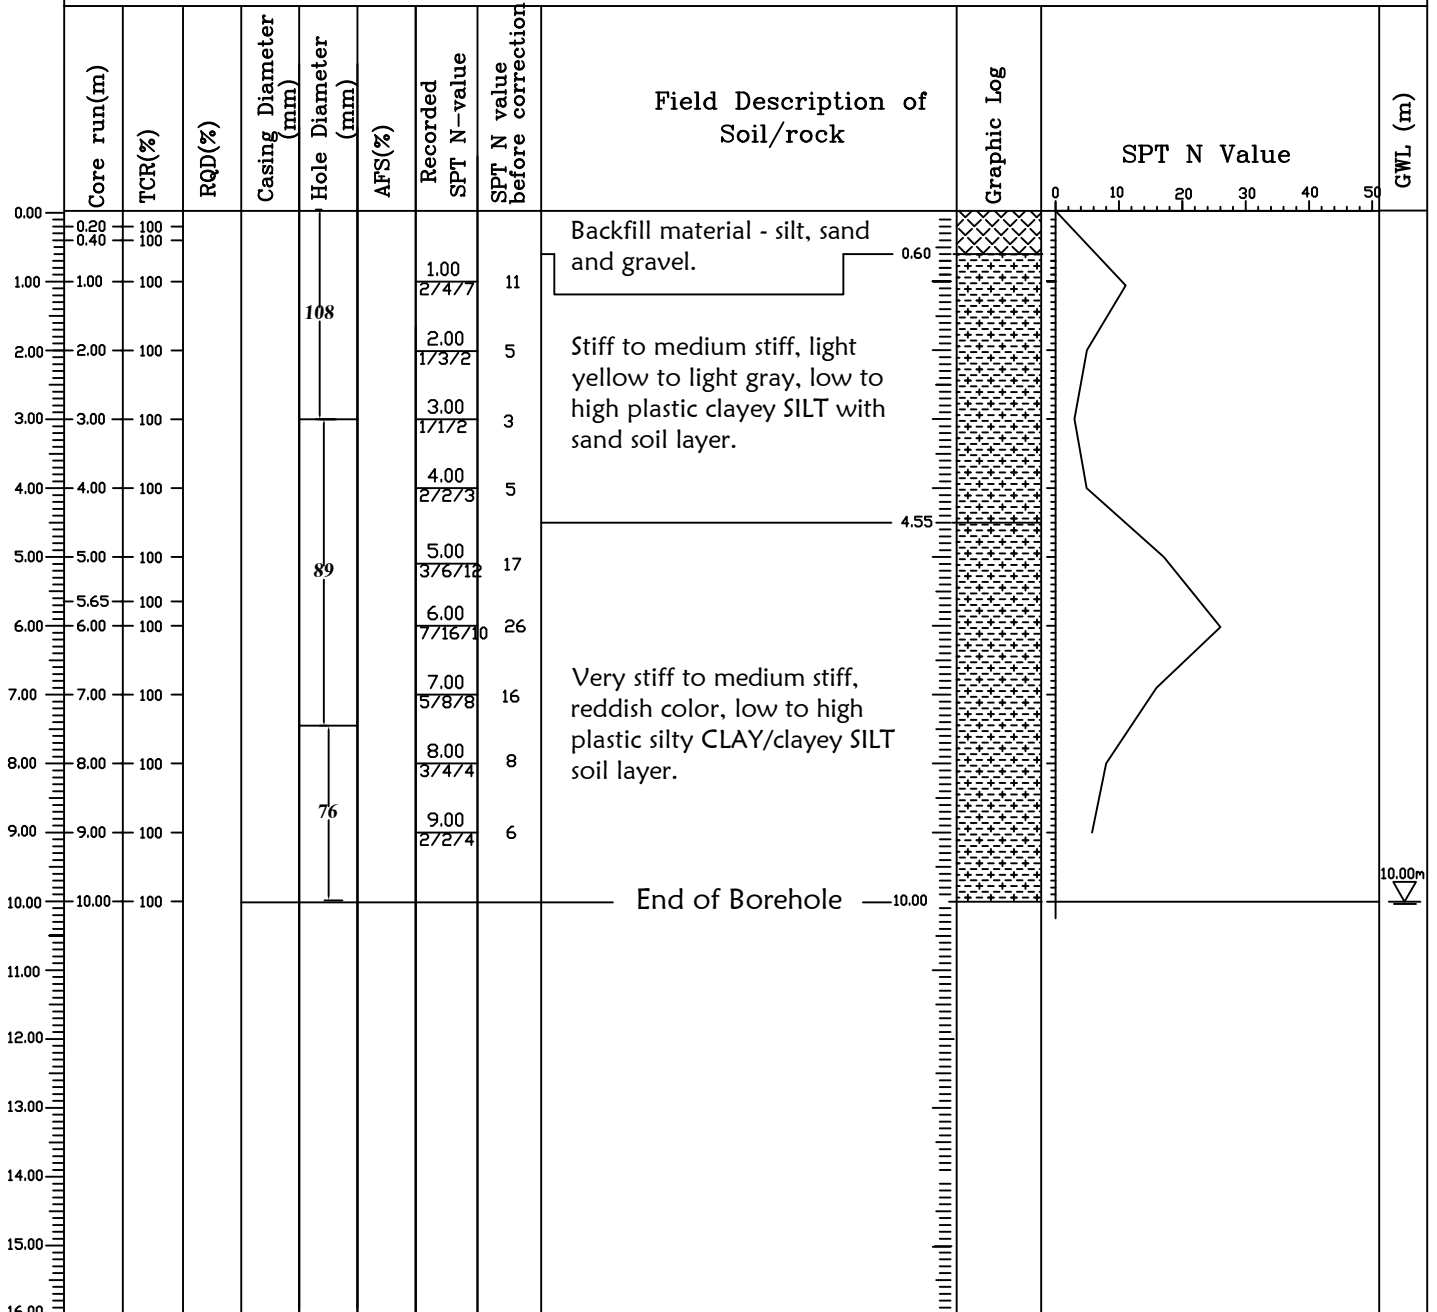 Core run(m)
TCR(%)
RQD(%)
Casing Diameter
(mm)
Hole Diameter
(mm)
AFS(%)
Recorded
SPT N-value
SPT N value
before correction
Field Description of
Soil/rock
Graphic Log
SPT N Value
0 10 20 30 40 50
GWL (m)
0.00
0.20 100
0.40 100
Backfill material - silt, sand
and gravel.
0.60
1.00 1.00 100 1.00 11
2/4/7
108
2.00 2.00 100 2.00 5
1/3/2
Stiff to medium stiff, light
yellow to light gray, low to
high plastic clayey SILT with
sand soil layer.
3.00 3.00 100 3.00 3
1/1/2
4.00 4.00 100 4.00 5
2/2/3
4.55
5.00 5.00 100 5.00 17
3/6/12
89
5.65 100
6.00 6.00 100 6.00 26
7/16/10
7.00 7.00 100 7.00 16
5/8/8
Very stiff to medium stiff,
reddish color, low to high
plastic silty CLAY/clayey SILT
soil layer.
8.00 8.00 100 8.00 8
3/4/4
76
9.00 9.00 100 9.00 6
2/2/4
10.00m
10.00 10.00 100 End of Borehole 10.00
11.00
12.00
13.00
14.00
15.00
16.00